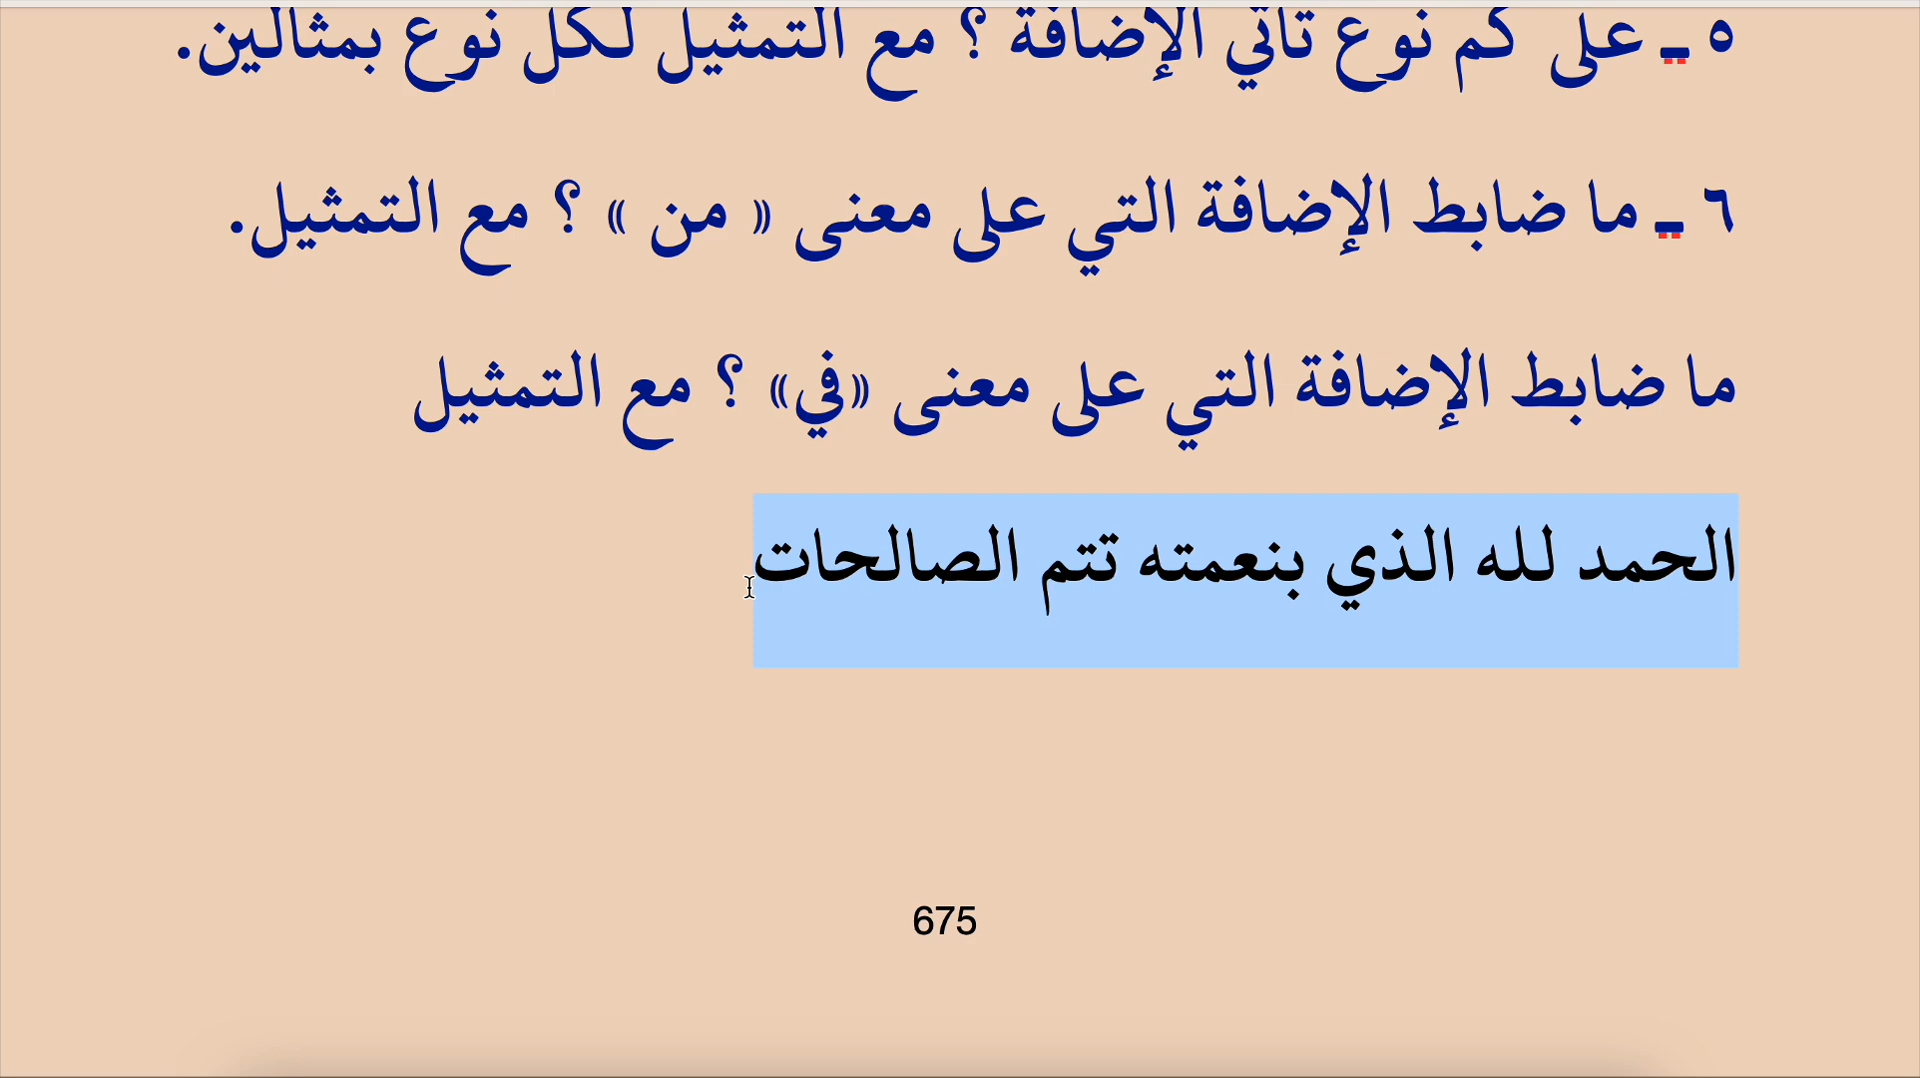 ٥ ـ على كم نوع تأتي الإضافة ؟ مع التمثيل لكل نوع بمثالين.
٦ ـ ما ضابط الإضافة التي على معنى « من » ؟ مع التمثيل.
ما ضابط الإضافة التي على معنى «في» ؟ مع التمثيل
الحمد لله الذي بنعمته تتم الصالحات
675